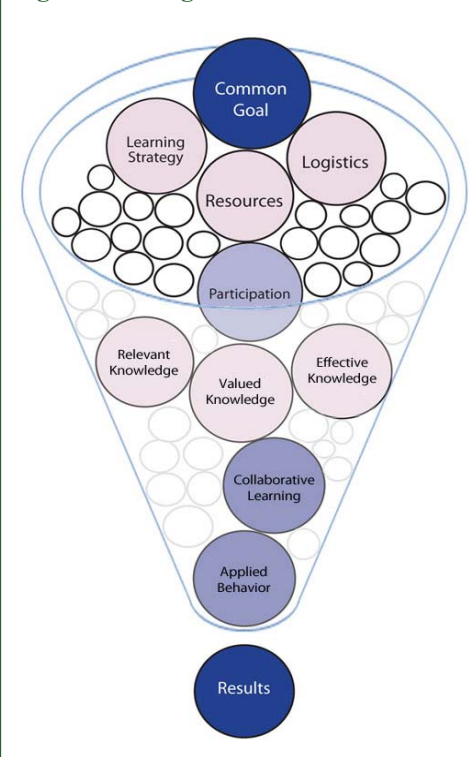 Common
Goal
Learning
Strategy
Logistics
Resources
Participation
Relevant
Knowledge
Valued
Knowledge
Effective
Knowledge
Collaborative
Learning
Applied
Behavior
Results